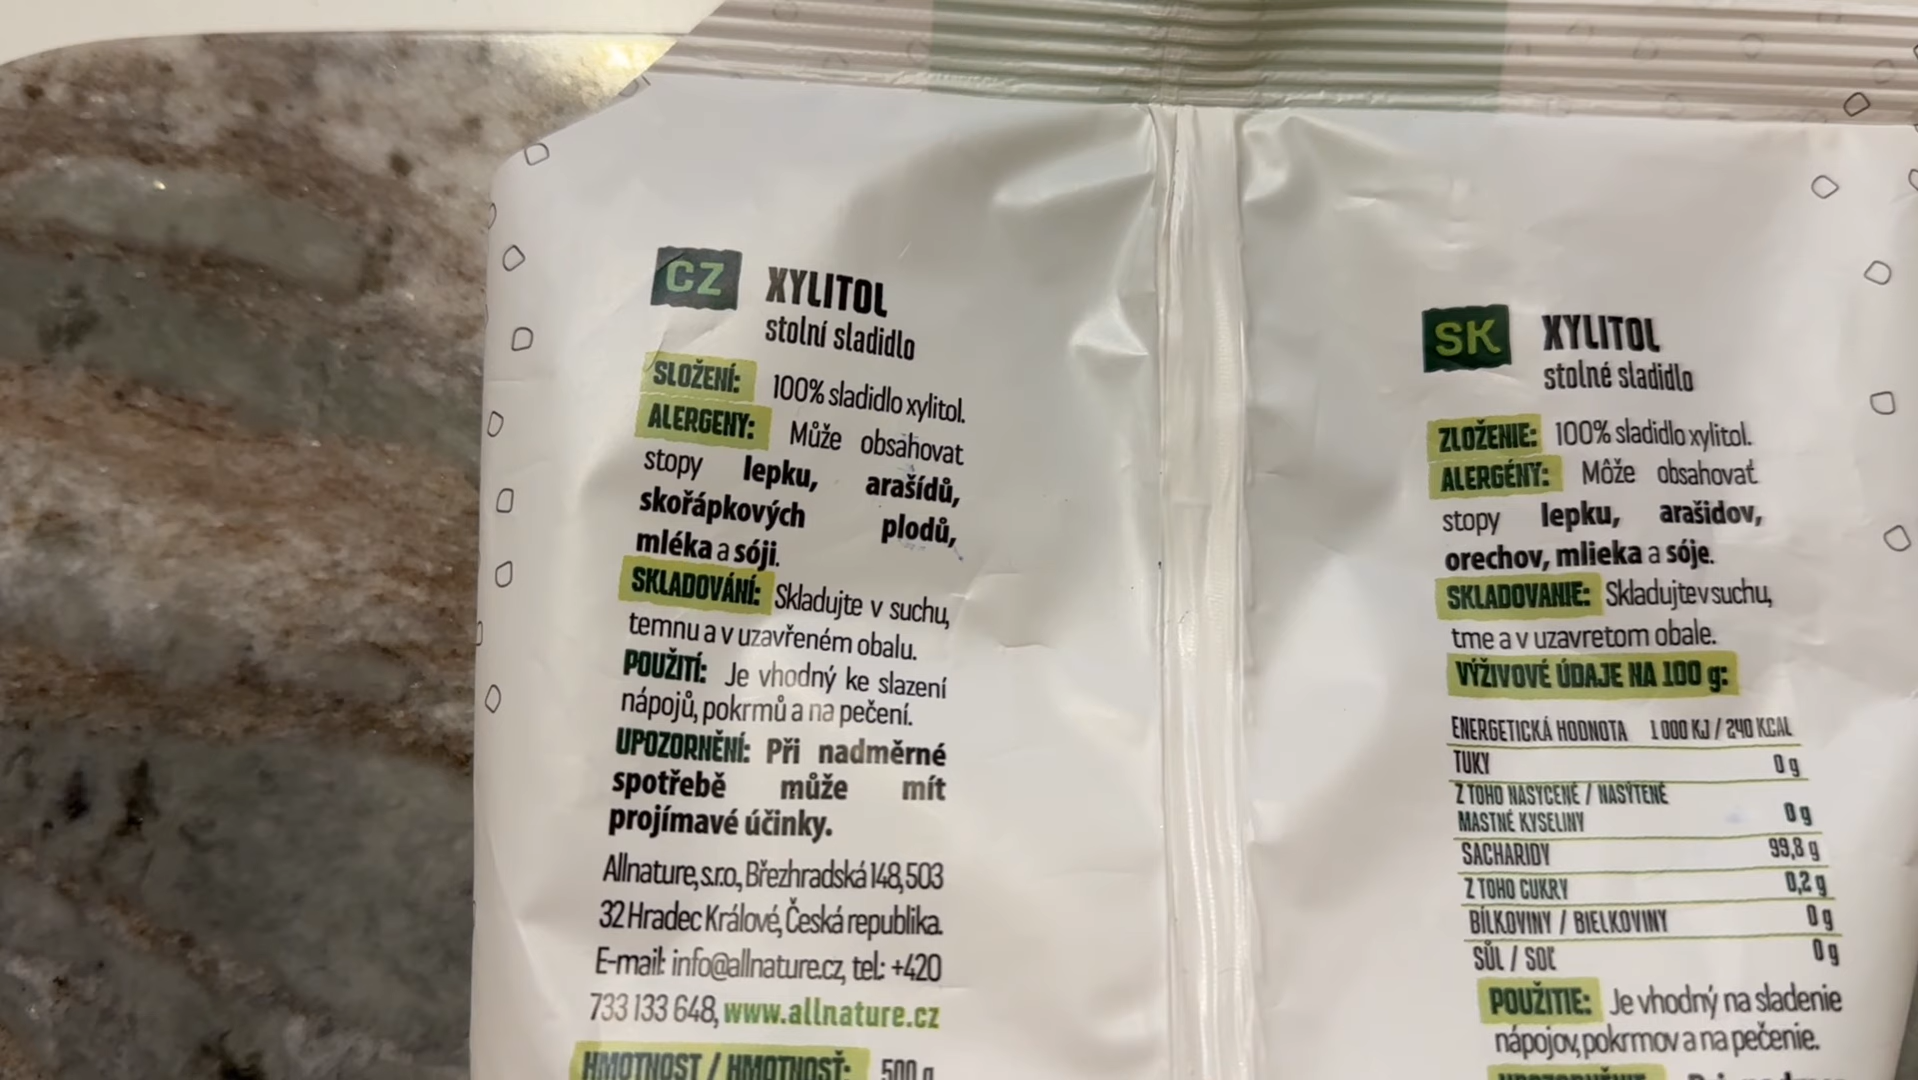 CZ XYLITOL
stolní sladidlo
SLOŽENÍ: 100% sladidlo xylitol.
ALERGENY: Může obsahovat
stopy lepku, arašídů,
skořápkových plodů,
mléka a sóji.
SKLADOVÁNÍ: Skladujte v suchu,
temnu a v uzavřeném obalu.
POUŽITÍ: Je vhodný ke slazení
nápojů, pokrmů a na pečení.
UPOZORNĚNÍ: Při nadměrné
spotřebě může mít
projímavé účinky.
Allnature, s.r.o., Březhradská 148, 503
32 Hradec Králové, Česká republika.
E-mail: info@allnature.cz, tel.: +420
733 133 648, www.allnature.cz
HMOTNOST / HMOTNOSŤ: 500 g
SK XYLITOL
stolné sladidlo
ZLOŽENIE: 100% sladidlo xylitol.
ALERGÉNY: Môže obsahovať
stopy lepku, arašidov,
orechov, mlieka a sóje.
SKLADOVANIE: Skladujte v suchu,
tme a v uzavretom obale.
VÝŽIVOVÉ ÚDAJE NA 100 g:
ENERGETICKÁ HODNOTA 1 000 KJ / 240 KCAL
TUKY 0 g
Z TOHO NASYCENÉ / NASÝTENÉ
MASTNÉ KYSELINY 0 g
SACHARIDY 99,8 g
Z TOHO CUKRY 0,2 g
BÍLKOVINY / BIELKOVINY 0 g
SŮL / SOĽ 0 g
POUŽITIE: Je vhodný na sladenie
nápojov, pokrmov a na pečenie.